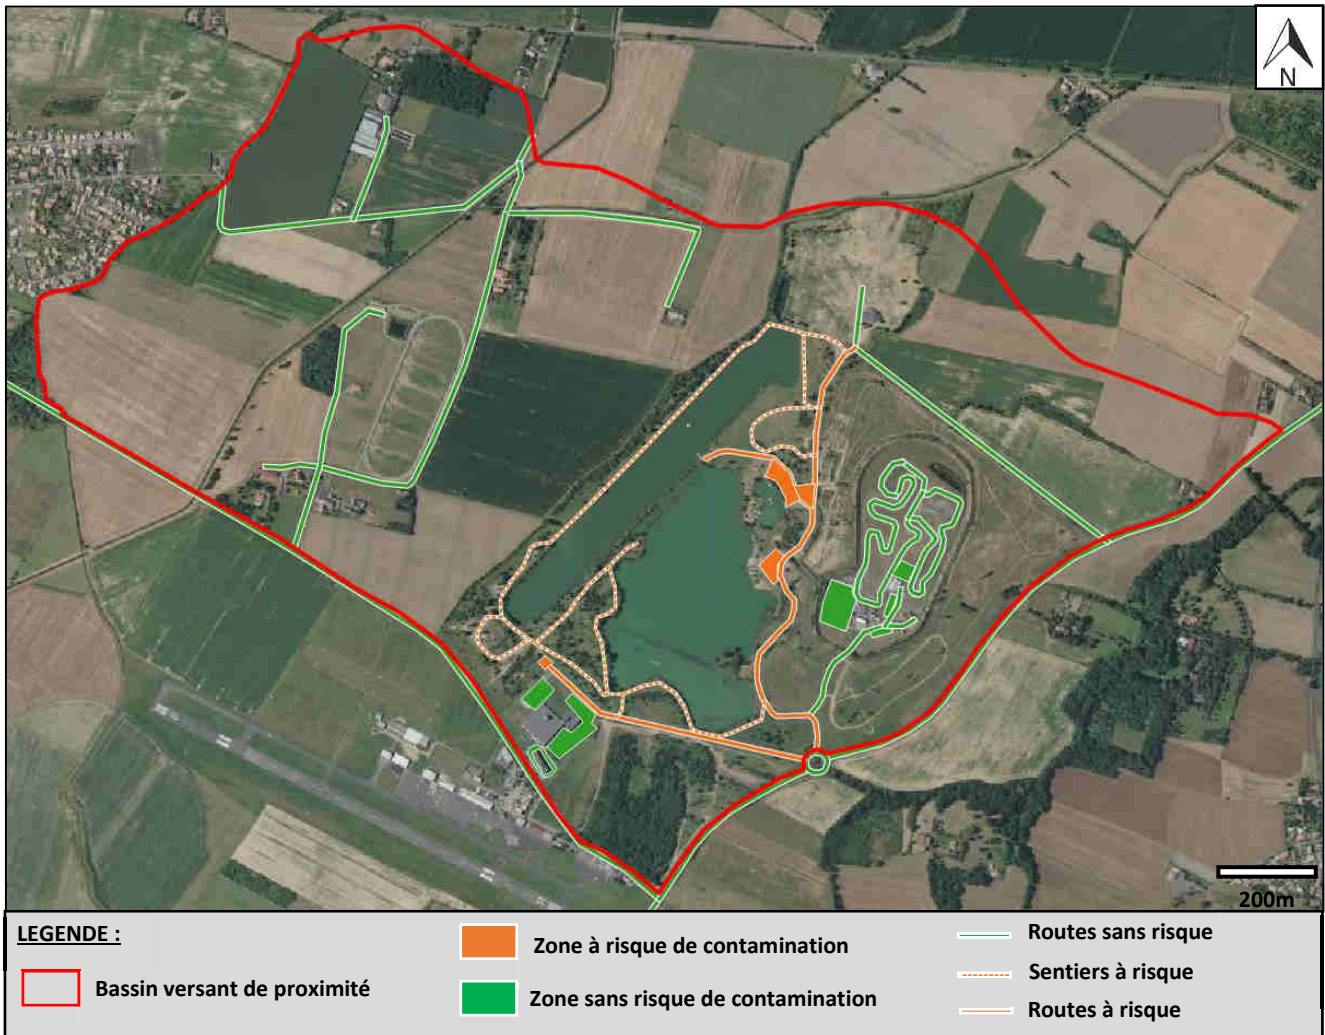 N
200m
LEGENDE :
Bassin versant de proximité
Zone à risque de contamination
Zone sans risque de contamination
Routes sans risque
Sentiers à risque
Routes à risque